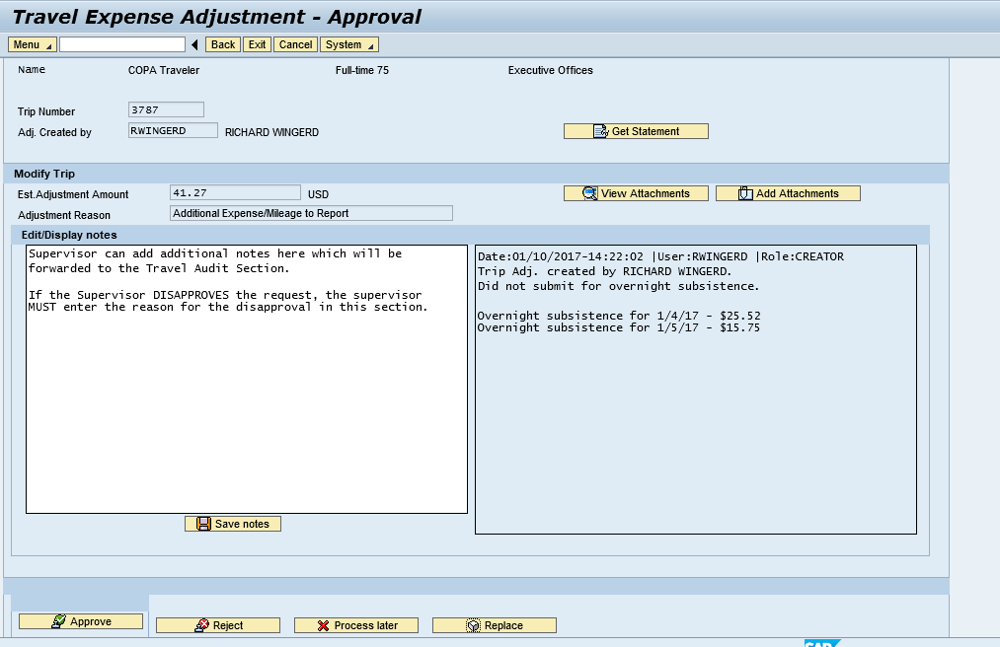 Travel Expense Adjustment - Approval
Menu Back Exit Cancel System
Name COPA Traveler Full-time 75 Executive Offices
Trip Number 3787
Adj. Created by RWINGERD RICHARD WINGERD Get Statement
Modify Trip
Est.Adjustment Amount 41.27 USD View Attachments Add Attachments
Adjustment Reason Additional Expense/Mileage to Report
Edit/Display notes
Supervisor can add additional notes here which will be
forwarded to the Travel Audit Section.
If the Supervisor DISAPPROVES the request, the supervisor
MUST enter the reason for the disapproval in this section.
Date:01/10/2017-14:22:02 |User:RWINGERD |Role:CREATOR
Trip Adj. created by RICHARD WINGERD.
Did not submit for overnight subsistence.
Overnight subsistence for 1/4/17 - $25.52
Overnight subsistence for 1/5/17 - $15.75
Save notes
Approve Reject Process later Replace
SAP